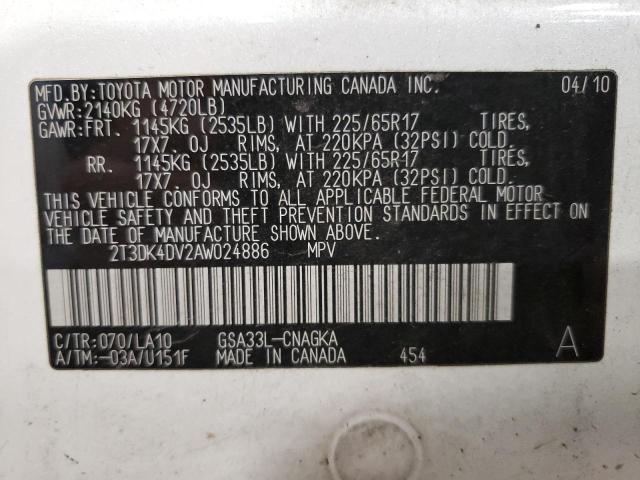 MFD.BY:TOYOTA MOTOR MANUFACTURING CANADA INC. 04/10
GVWR:2140KG (4720LB)
GAWR:FRT. 1145KG (2535LB) WITH 225/65R17 TIRES,
17X7.0J RIMS, AT 220KPA (32PSI) COLD.
RR. 1145KG (2535LB) WITH 225/65R17 TIRES,
17X7.0J RIMS, AT 220KPA (32PSI) COLD.
THIS VEHICLE CONFORMS TO ALL APPLICABLE FEDERAL MOTOR
VEHICLE SAFETY AND THEFT PREVENTION STANDARDS IN EFFECT ON
THE DATE OF MANUFACTURE SHOWN ABOVE.
2T3DK4DV2AW024886 MPV
C/TR:070/LA10 GSA33L-CNAGKA
A/TM:-03A/U151F MADE IN CANADA 454 A